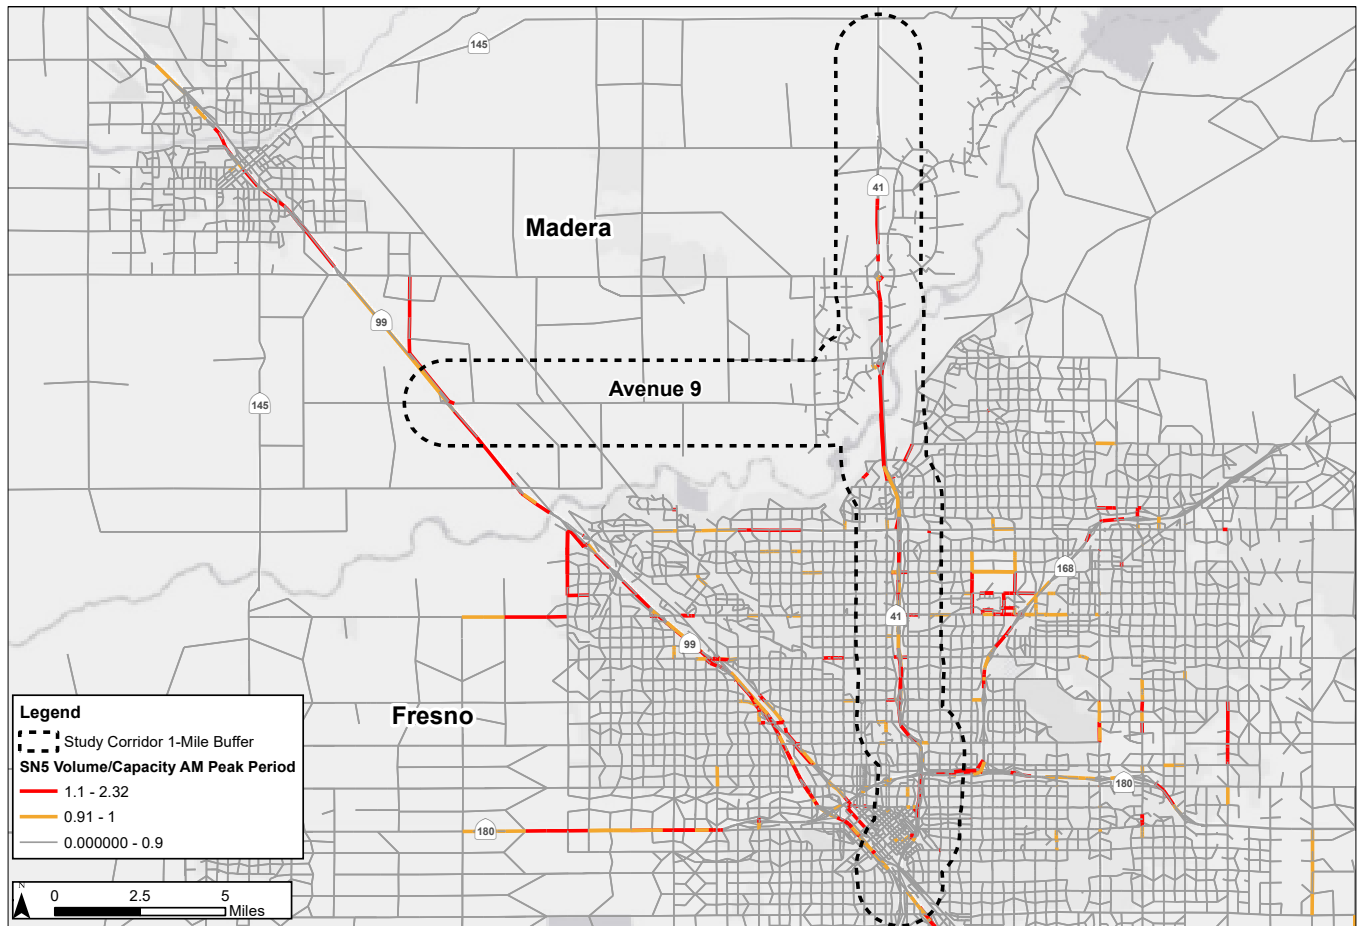 145
41
Madera
99
Avenue 9
145
168
41
99
Fresno
180
180
Legend
Study Corridor 1-Mile Buffer
SN5 Volume/Capacity AM Peak Period
1.1 - 2.32
0.91 - 1
0.000000 - 0.9
N
0 2.5 5
Miles